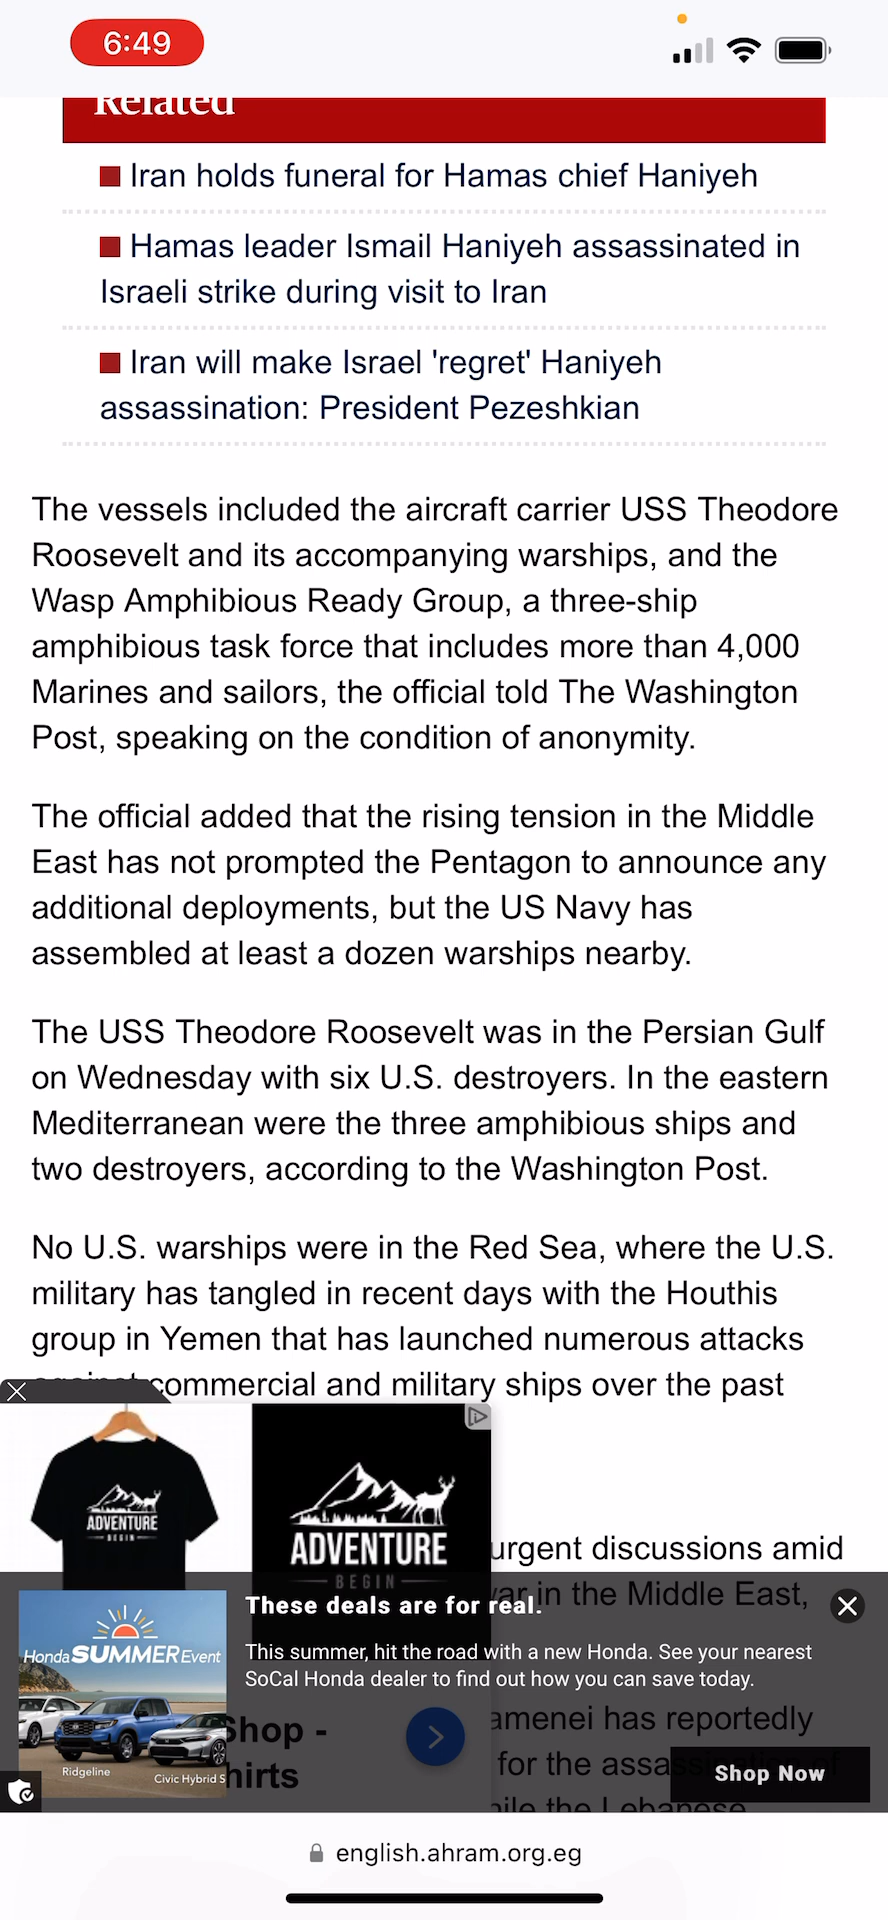 6:49
Related
Iran holds funeral for Hamas chief Haniyeh
Hamas leader Ismail Haniyeh assassinated in
Israeli strike during visit to Iran
Iran will make Israel 'regret' Haniyeh
assassination: President Pezeshkian
The vessels included the aircraft carrier USS Theodore
Roosevelt and its accompanying warships, and the
Wasp Amphibious Ready Group, a three-ship
amphibious task force that includes more than 4,000
Marines and sailors, the official told The Washington
Post, speaking on the condition of anonymity.
The official added that the rising tension in the Middle
East has not prompted the Pentagon to announce any
additional deployments, but the US Navy has
assembled at least a dozen warships nearby.
The USS Theodore Roosevelt was in the Persian Gulf
on Wednesday with six U.S. destroyers. In the eastern
Mediterranean were the three amphibious ships and
two destroyers, according to the Washington Post.
No U.S. warships were in the Red Sea, where the U.S.
military has tangled in recent days with the Houthis
group in Yemen that has launched numerous attacks
against commercial and military ships over the past
ADVENTURE
BEGIN
ADVENTURE
BEGIN
urgent discussions amid
war in the Middle East,
These deals are for real.
Honda SUMMER Event
This summer, hit the road with a new Honda. See your nearest
SoCal Honda dealer to find out how you can save today.
Ridgeline
Civic Hybrid S
Shop -
hirts
amenei has reportedly
for the assassination of
Shop Now
the Lebanese
english.ahram.org.eg